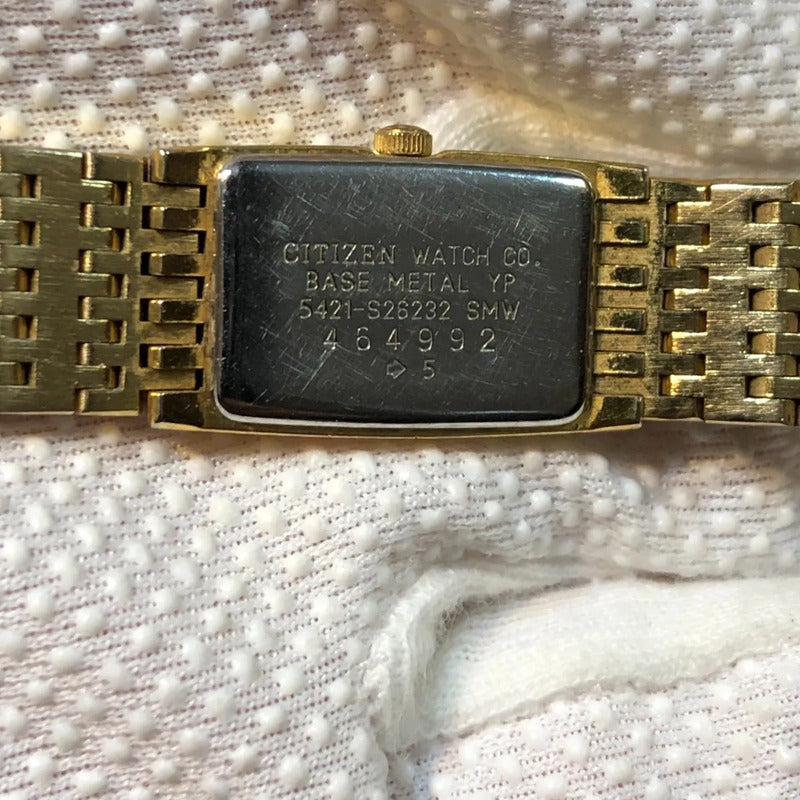 CITIZEN WATCH CO.
BASE METAL YP
5421-S26232 SMW
464992
⇨ 5